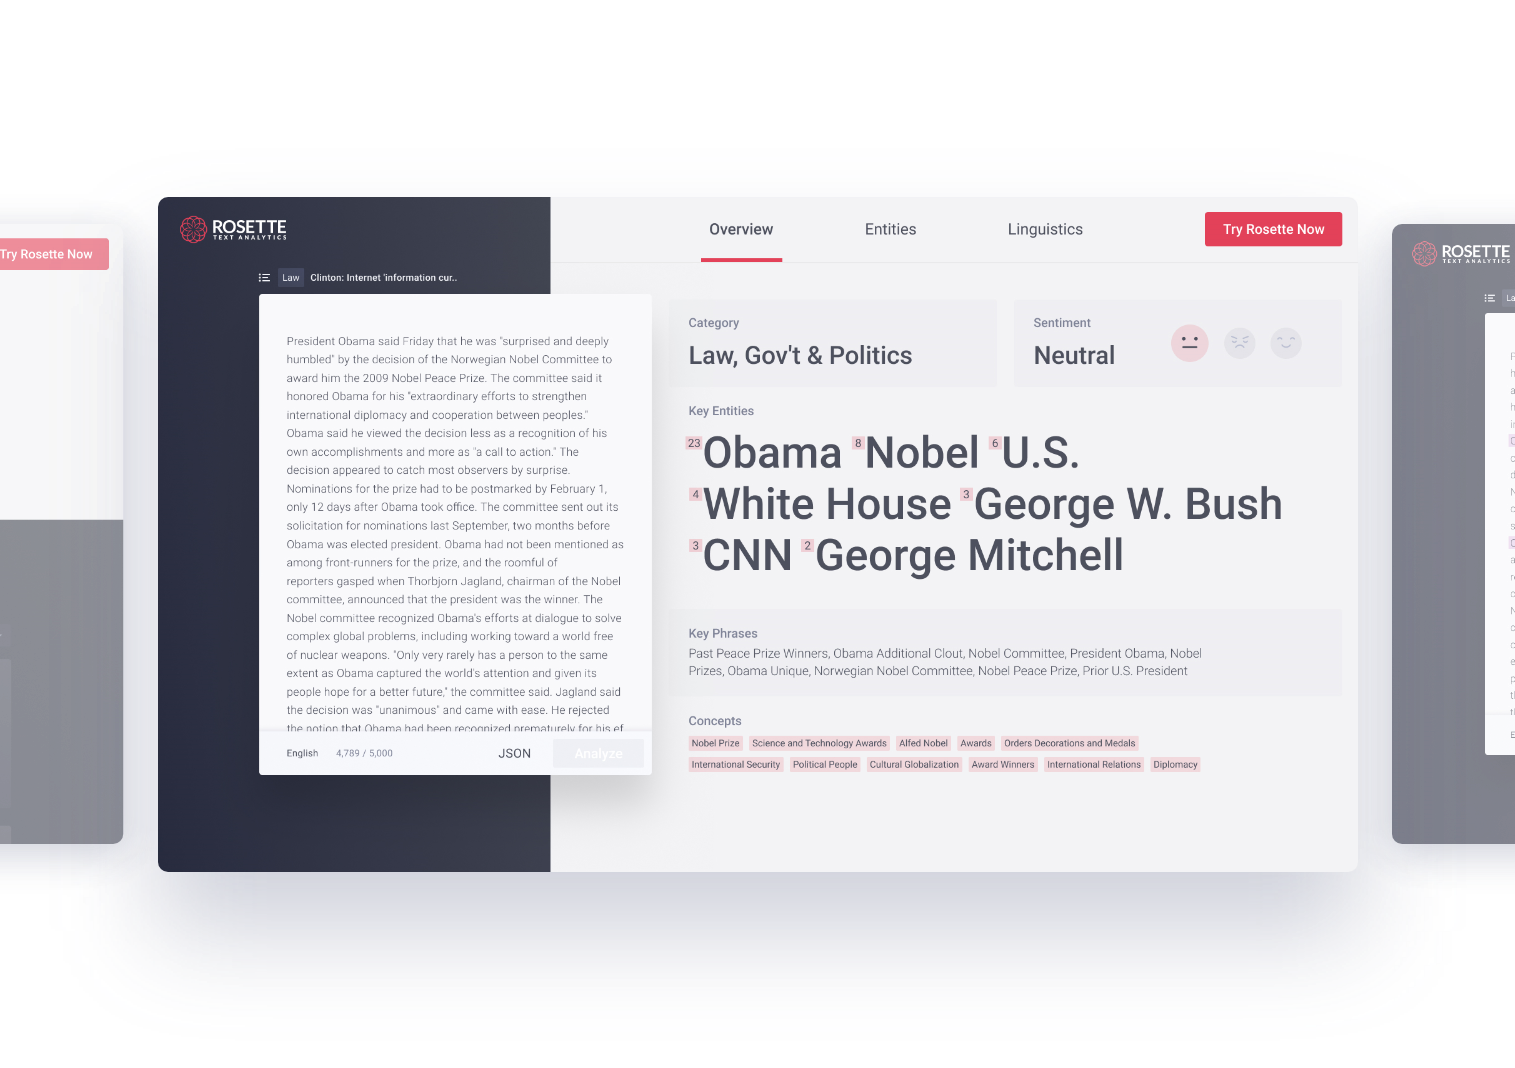 Try Rosette Now
ROSETTE
TEXT ANALYTICS
Law Clinton: Internet 'information cur..
President Obama said Friday that he was "surprised and deeply
humbled" by the decision of the Norwegian Nobel Committee to
award him the 2009 Nobel Peace Prize. The committee said it
honored Obama for his "extraordinary efforts to strengthen
international diplomacy and cooperation between peoples."
Obama said he viewed the decision less as a recognition of his
own accomplishments and more as "a call to action." The
decision appeared to catch most observers by surprise.
Nominations for the prize had to be postmarked by February 1,
only 12 days after Obama took office. The committee sent out its
solicitation for nominations last September, two months before
Obama was elected president. Obama had not been mentioned as
among front-runners for the prize, and the roomful of
reporters gasped when Thorbjorn Jagland, chairman of the Nobel
committee, announced that the president was the winner. The
Nobel committee recognized Obama's efforts at dialogue to solve
complex global problems, including working toward a world free
of nuclear weapons. "Only very rarely has a person to the same
extent as Obama captured the world's attention and given its
people hope for a better future," the committee said. Jagland said
the decision was "unanimous" and came with ease. He rejected
the notion that Obama had been recognized prematurely for his ef
English 4,789 / 5,000 JSON Analyze
Overview Entities Linguistics Try Rosette Now
Category
Law, Gov't & Politics
Sentiment
Neutral
Key Entities
23 Obama 8 Nobel 6 U.S.
4 White House 3 George W. Bush
3 CNN 2 George Mitchell
Key Phrases
Past Peace Prize Winners, Obama Additional Clout, Nobel Committee, President Obama, Nobel
Prizes, Obama Unique, Norwegian Nobel Committee, Nobel Peace Prize, Prior U.S. President
Concepts
Nobel Prize Science and Technology Awards Alfed Nobel Awards Orders Decorations and Medals
International Security Political People Cultural Globalization Award Winners International Relations Diplomacy
ROSETTE
TEXT ANALYTICS